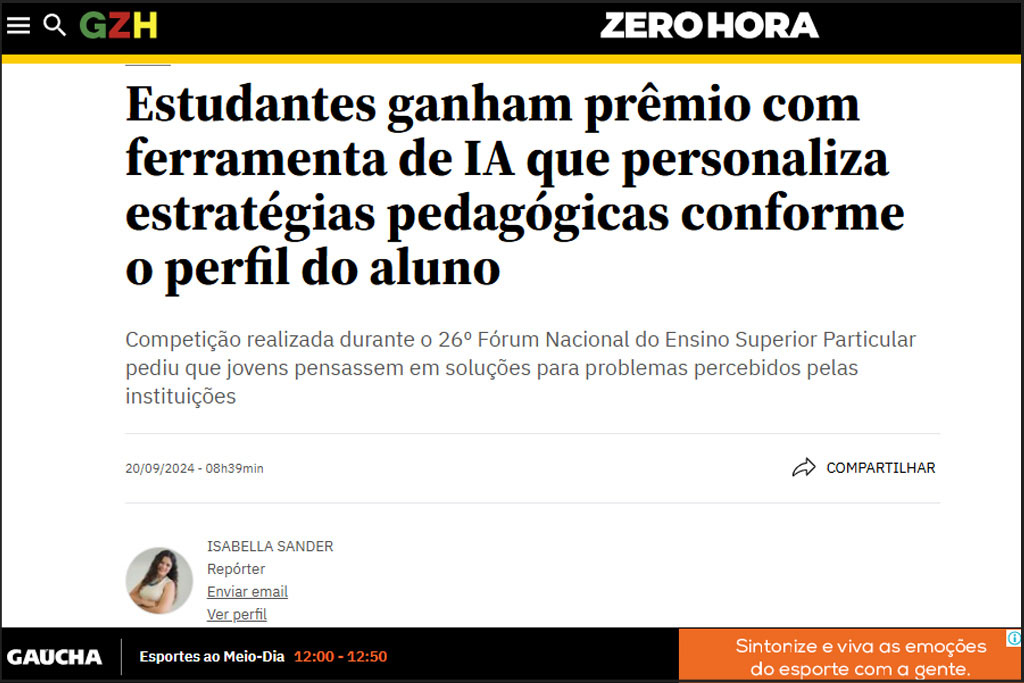 GZH
ZERO HORA
Estudantes ganham prêmio com
ferramenta de IA que personaliza
estratégias pedagógicas conforme
o perfil do aluno
Competição realizada durante o 26º Fórum Nacional do Ensino Superior Particular
pediu que jovens pensassem em soluções para problemas percebidos pelas
instituições
20/09/2024 - 08h39min
COMPARTILHAR
ISABELLA SANDER
Repórter
Enviar email
Ver perfil
GAÚCHA
Esportes ao Meio-Dia 12:00 - 12:50
Sintonize e viva as emoções
do esporte com a gente.